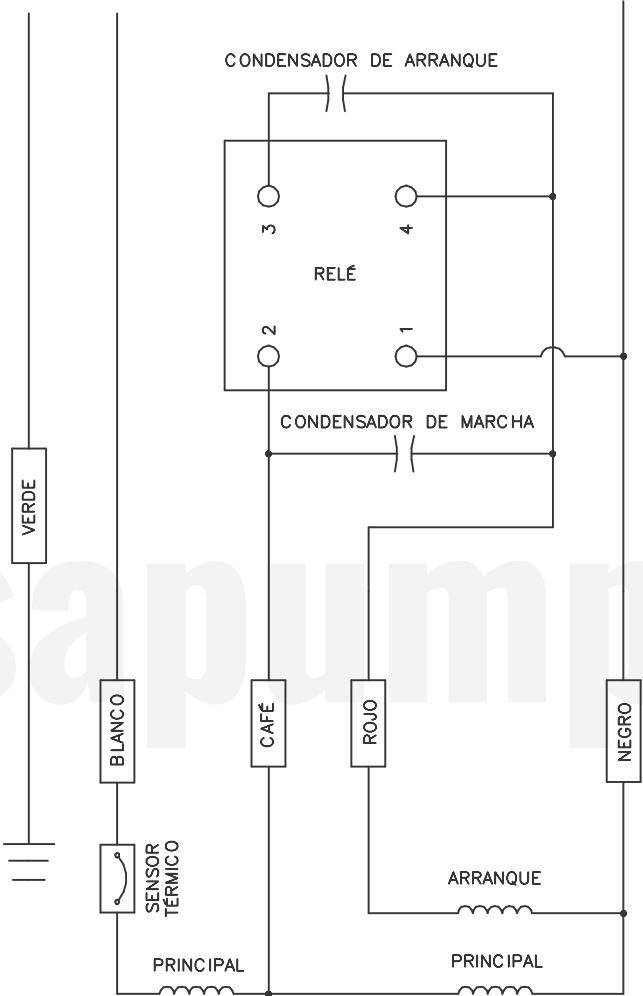 CONDENSADOR DE ARRANQUE
3
4
RELÉ
2
1
CONDENSADOR DE MARCHA
VERDE
BLANCO
CAFÉ
ROJO
NEGRO
SENSOR
TÉRMICO
ARRANQUE
PRINCIPAL
PRINCIPAL
sapump